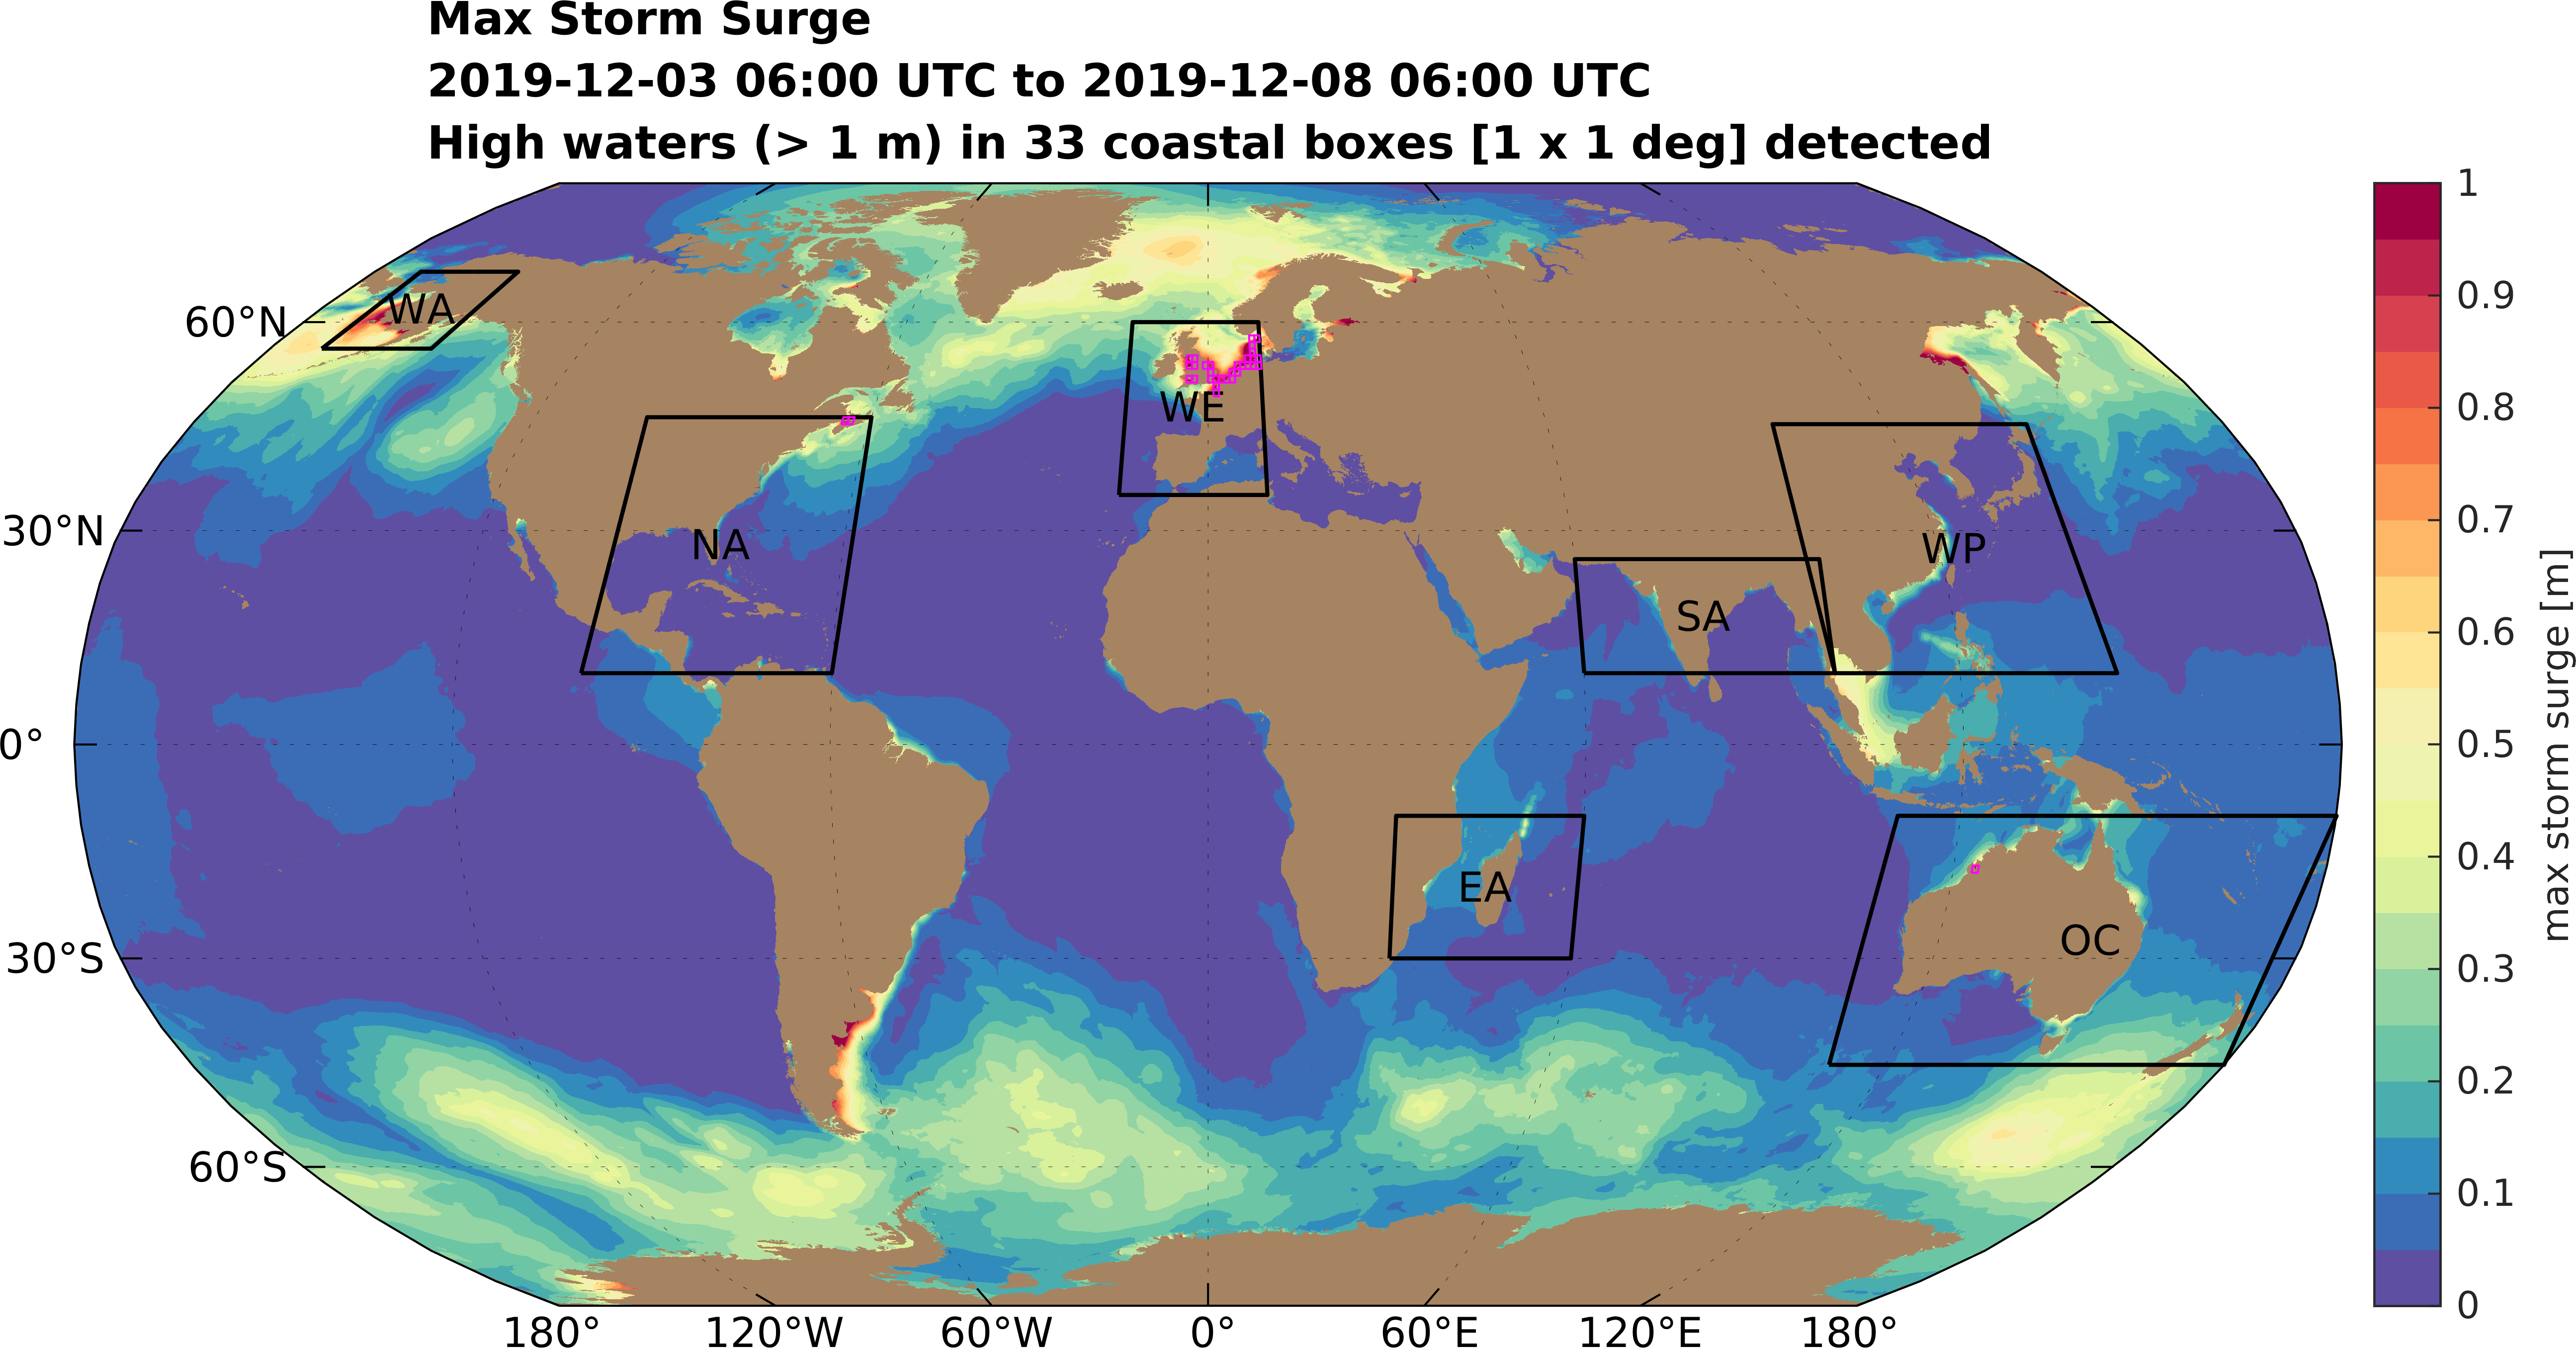 Max Storm Surge
2019-12-03 06:00 UTC to 2019-12-08 06:00 UTC
High waters (> 1 m) in 33 coastal boxes [1 x 1 deg] detected
60°N
30°N
0°
30°S
60°S
WA
NA
WE
SA
WP
EA
OC
180°
120°W
60°W
0°
60°E
120°E
180°
1
0.9
0.8
0.7
0.6
0.5
0.4
0.3
0.2
0.1
0
max storm surge [m]